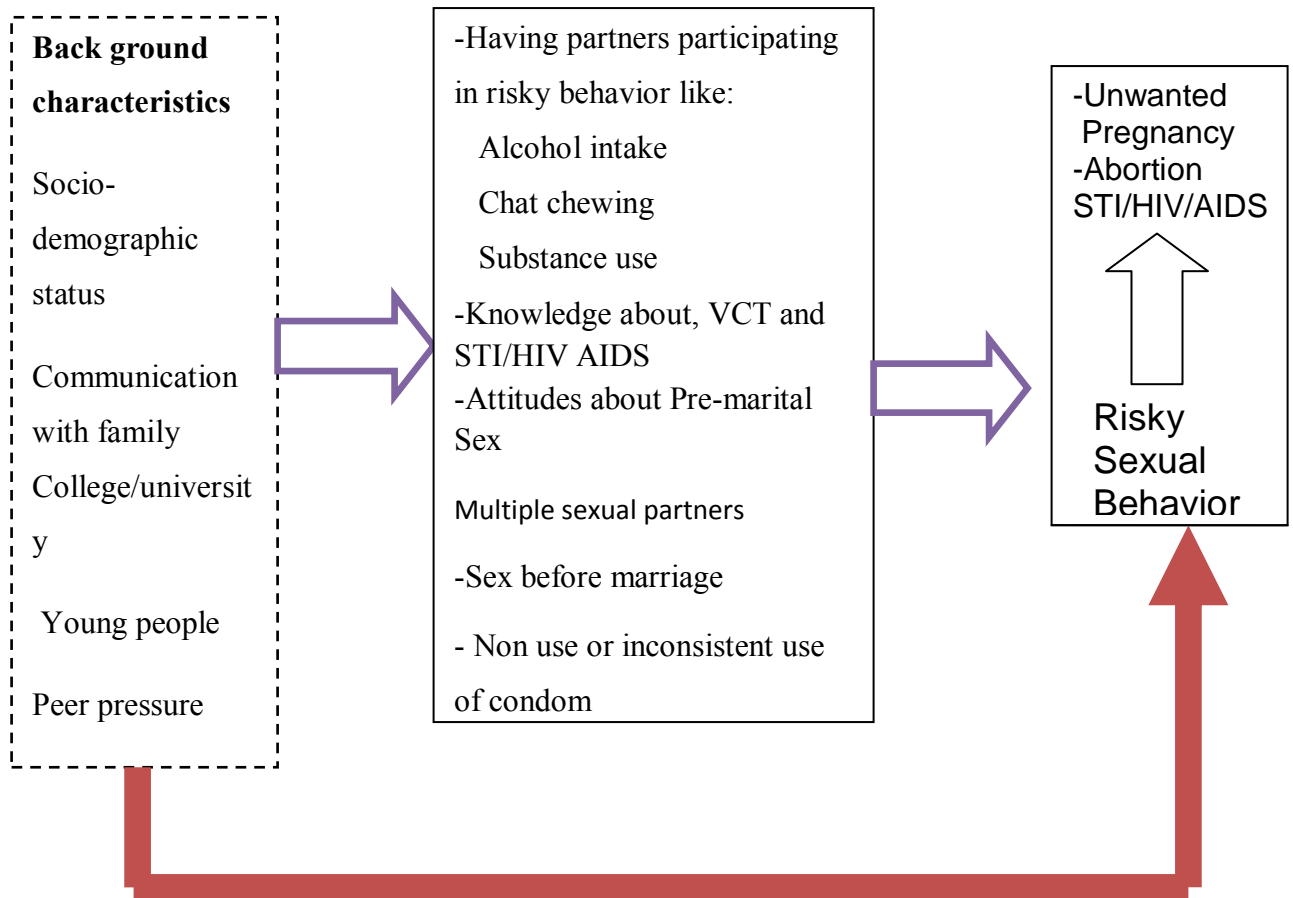 Back ground
characteristics
Socio-
demographic
status
Communication
with family
College/universit
y
Young people
Peer pressure
-Having partners participating
in risky behavior like:
Alcohol intake
Chat chewing
Substance use
-Knowledge about, VCT and
STI/HIV AIDS
-Attitudes about Pre-marital
Sex
Multiple sexual partners
-Sex before marriage
- Non use or inconsistent use
of condom
-Unwanted
Pregnancy
-Abortion
STI/HIV/AIDS
Risky
Sexual
Behavior